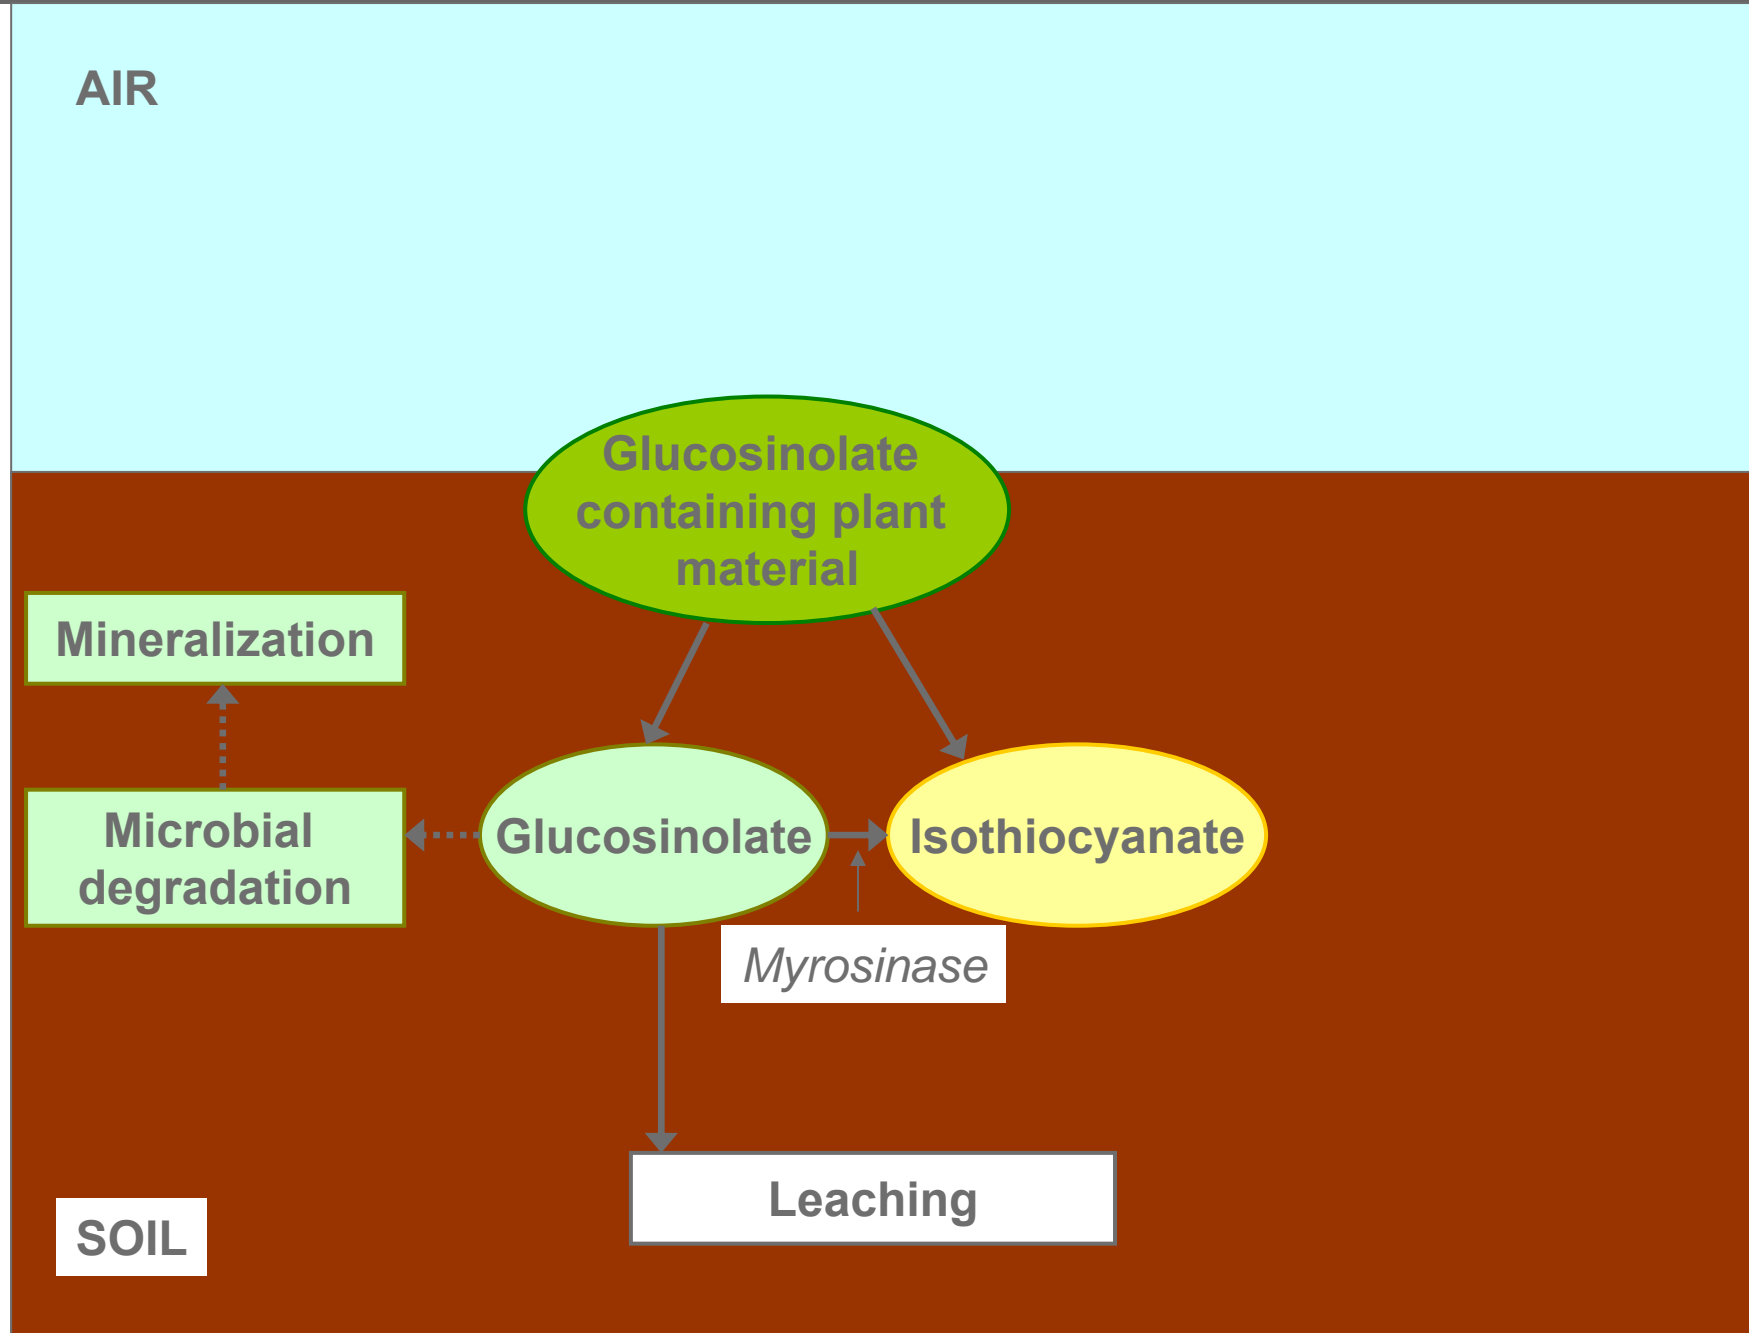 AIR
Glucosinolate
containing plant
material
Mineralization
Microbial
degradation
Glucosinolate
Isothiocyanate
Myrosinase
Leaching
SOIL